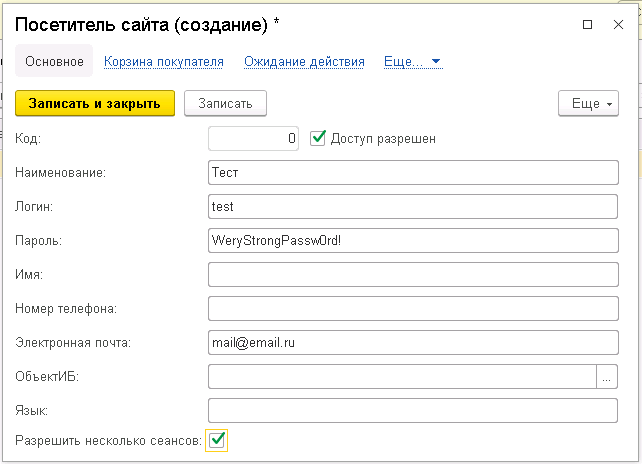 Посетитель сайта (создание) *
Основное Корзина покупателя Ожидание действия Еще...
Записать и закрыть Записать Еще
Код: 0 Доступ разрешен
Наименование: Тест
Логин: test
Пароль: WeryStrongPassw0rd!
Имя:
Номер телефона:
Электронная почта: mail@email.ru
ОбъектИБ: ...
Язык:
Разрешить несколько сеансов: